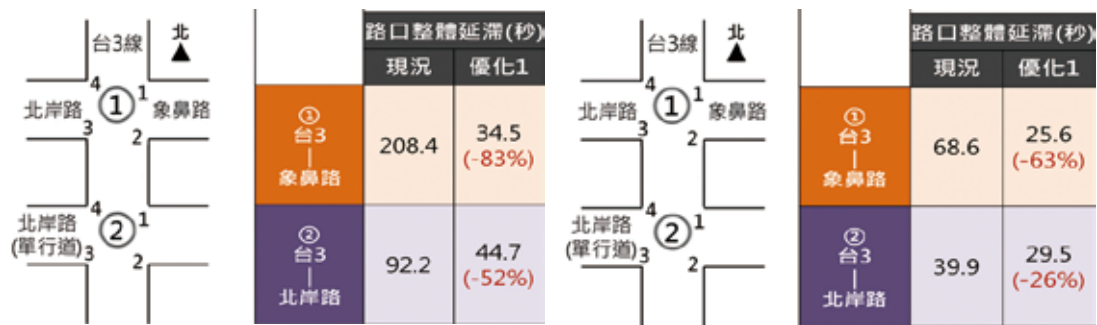 台3線
北
4
1
北岸路
①
象鼻路
3
2
4
1
北岸路
(單行道)
②
3
2
路口整體延滯(秒)
現況
優化1
①
台3
|
象鼻路
208.4
34.5
(-83%)
②
台3
|
北岸路
92.2
44.7
(-52%)
台3線
北
4
1
北岸路
①
象鼻路
3
2
4
1
北岸路
(單行道)
②
3
2
路口整體延滯(秒)
現況
優化1
①
台3
|
象鼻路
68.6
25.6
(-63%)
②
台3
|
北岸路
39.9
29.5
(-26%)